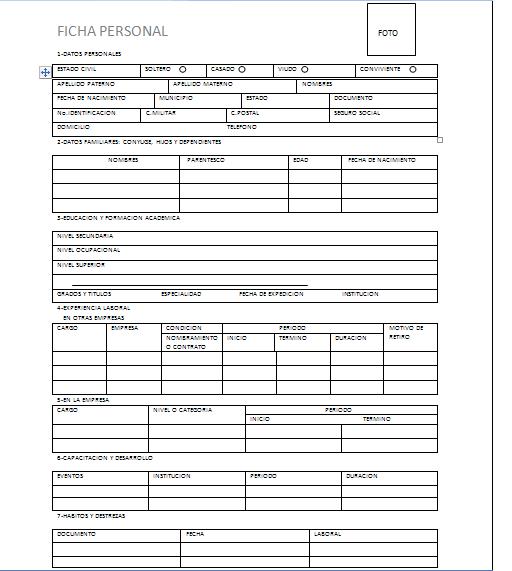 FICHA PERSONAL
FOTO
1-DATOS PERSONALES
ESTADO CIVIL SOLTERO CASADO VIUDO CONVIVIENTE
APELLIDO PATERNO APELLIDO MATERNO NOMBRES
FECHA DE NACIMIENTO MUNICIPIO ESTADO DOCUMENTO
No.IDENTIFICACION C.MILITAR C.POSTAL SEGURO SOCIAL
DOMICILIO TELEFONO
2-DATOS FAMILIARES: CONYUGE, HIJOS Y DEPENDIENTES
NOMBRES PARENTESCO EDAD FECHA DE NACIMIENTO
3-EDUCACION Y FORMACION ACADEMICA
NIVEL SECUNDARIA
NIVEL OCUPACIONAL
NIVEL SUPERIOR
GRADOS Y TITULOS ESPECIALIDAD FECHA DE EXPEDICION INSTITUCION
4-EXPERIENCIA LABORAL
EN OTRAS EMPRESAS
CARGO EMPRESA CONDICION PERIODO MOTIVO DE
NOMBRAMIENTO INICIO TERMINO DURACION RETIRO
O CONTRATO
5-EN LA EMPRESA
CARGO NIVEL O CATEGORIA PERIODO
INICIO TERMINO
6-CAPACITACION Y DESARROLLO
EVENTOS INSTITUCION PERIODO DURACION
7-HABITOS Y DESTREZAS
DOCUMENTO FECHA LABORAL